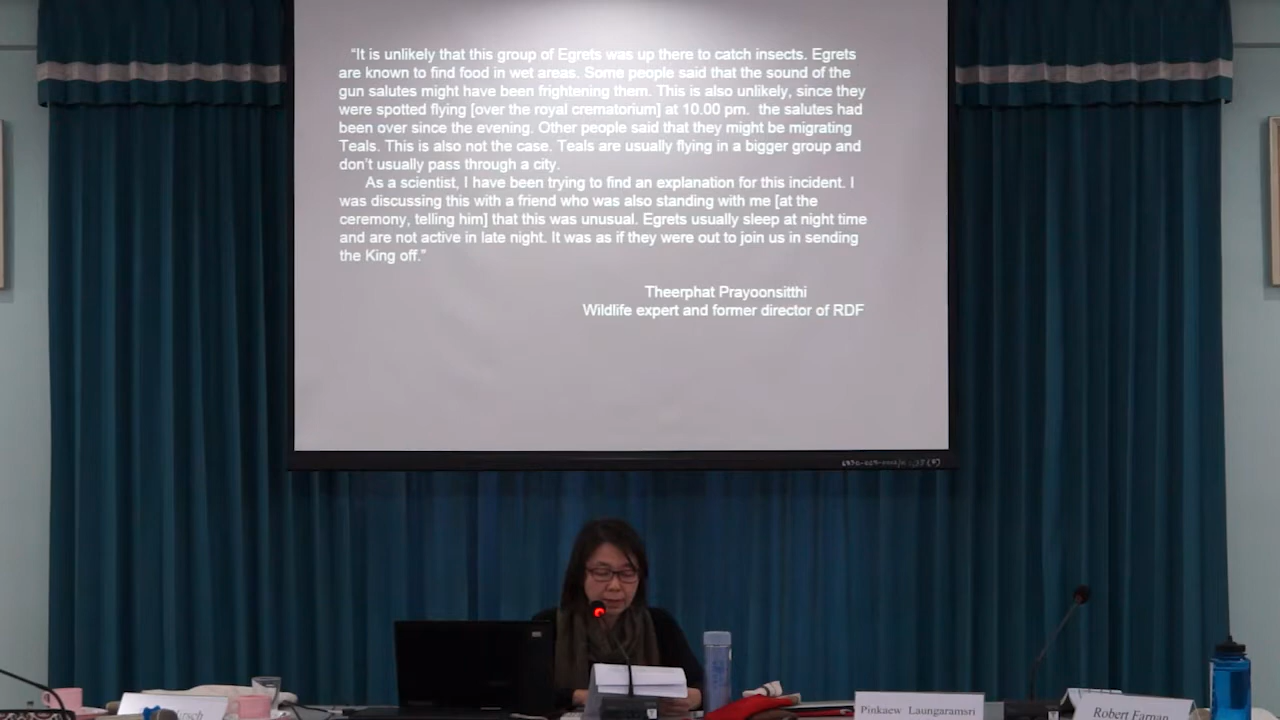 “It is unlikely that this group of Egrets was up there to catch insects. Egrets
are known to find food in wet areas. Some people said that the sound of the
gun salutes might have been frightening them. This is also unlikely, since they
were spotted flying [over the royal crematorium] at 10.00 pm.  the salutes had
been over since the evening. Other people said that they might be migrating
Teals. This is also not the case. Teals are usually flying in a bigger group and
don’t usually pass through a city.
As a scientist, I have been trying to find an explanation for this incident. I
was discussing this with a friend who was also standing with me [at the
ceremony, telling him] that this was unusual. Egrets usually sleep at night time
and are not active in late night. It was as if they were out to join us in sending
the King off.”
Theerphat Prayoonsitthi
Wildlife expert and former director of RDF
Pinkaew Laungaramsri
Robert Farnan